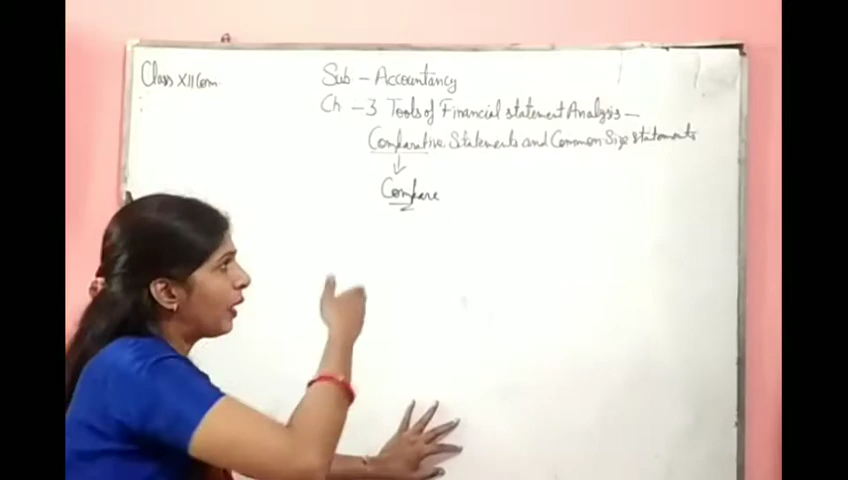 Class XII Com.
Sub - Accountancy
Ch - 3 Tools of Financial statement Analysis -
Comparative Statements and Common Size statements
Compare